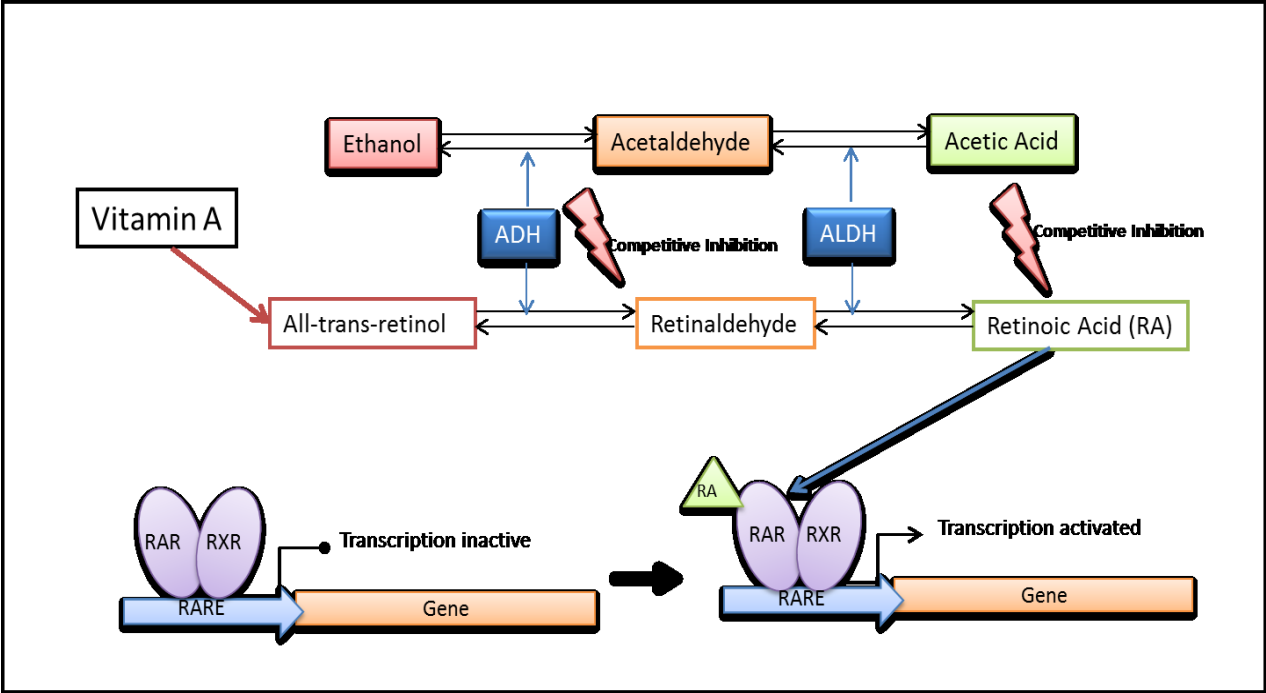 Ethanol
Acetaldehyde
Acetic Acid
Vitamin A
ADH
Competitive Inhibition
ALDH
Competitive Inhibition
All-trans-retinol
Retinaldehyde
Retinoic Acid (RA)
RAR
RXR
Transcription inactive
RARE
Gene
RA
RAR
RXR
Transcription activated
RARE
Gene